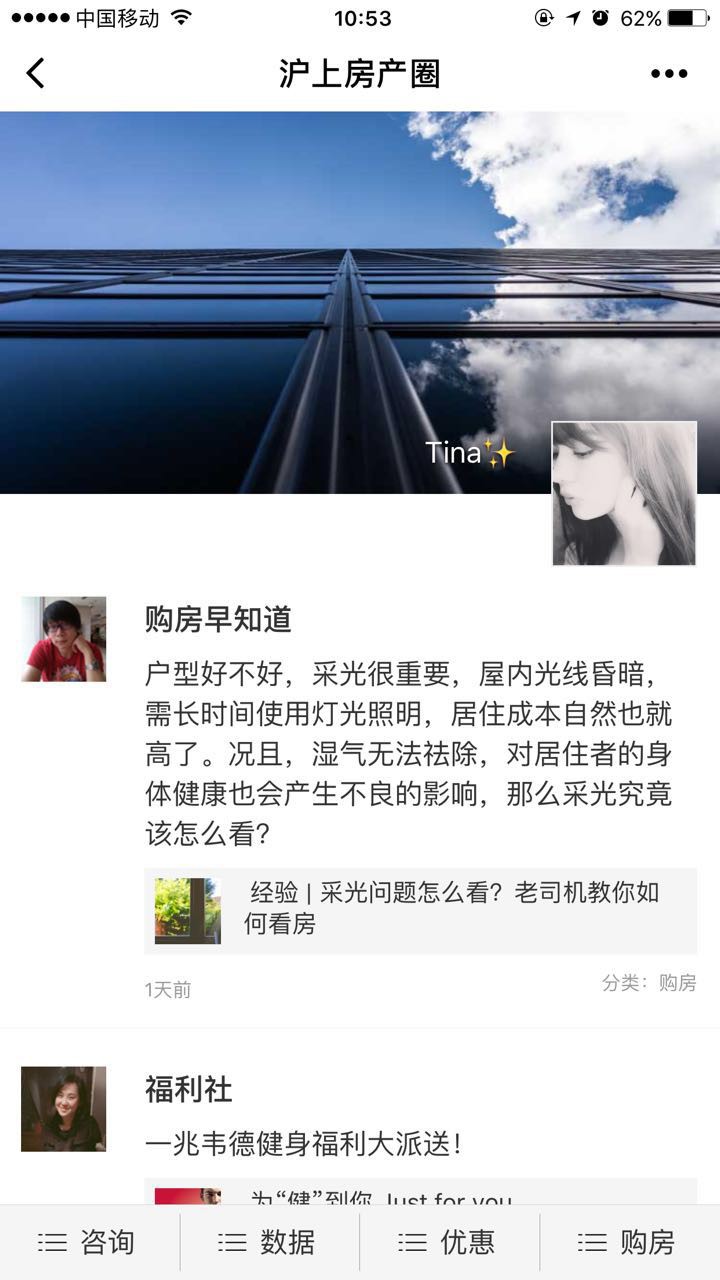 中国移动 10:53 62%
沪上房产圈
Tina✨
购房早知道
户型好不好，采光很重要，屋内光线昏暗，
需长时间使用灯光照明，居住成本自然也就
高了。况且，湿气无法祛除，对居住者的身
体健康也会产生不良的影响，那么采光究竟
该怎么看？
经验 | 采光问题怎么看？老司机教你如
何看房
1天前 分类：购房
福利社
一兆韦德健身福利大派送！
为“健”到你 Just for you
咨询 数据 优惠 购房